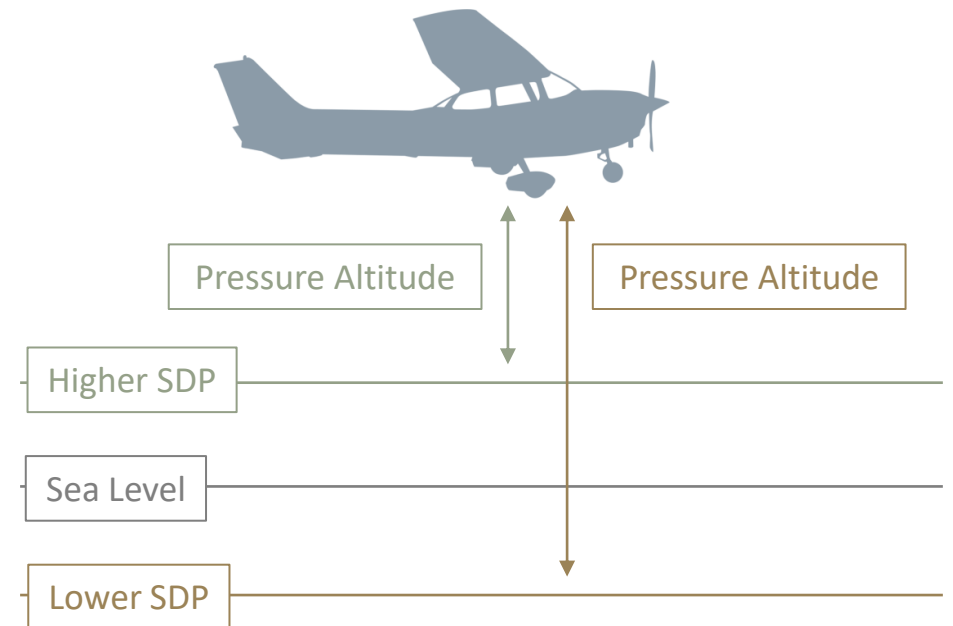 Pressure Altitude
Pressure Altitude
Higher SDP
Sea Level
Lower SDP